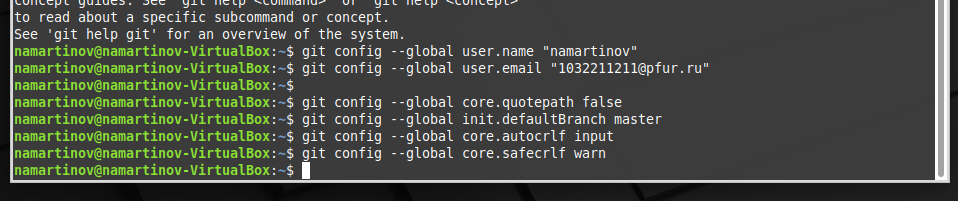 concept guides. See 'git help <command>' or 'git help <concept>'
to read about a specific subcommand or concept.
See 'git help git' for an overview of the system.
namartinov@namartinov-VirtualBox:~$ git config --global user.name "namartinov"
namartinov@namartinov-VirtualBox:~$ git config --global user.email "1032211211@pfur.ru"
namartinov@namartinov-VirtualBox:~$
namartinov@namartinov-VirtualBox:~$ git config --global core.quotepath false
namartinov@namartinov-VirtualBox:~$ git config --global init.defaultBranch master
namartinov@namartinov-VirtualBox:~$ git config --global core.autocrlf input
namartinov@namartinov-VirtualBox:~$ git config --global core.safecrlf warn
namartinov@namartinov-VirtualBox:~$